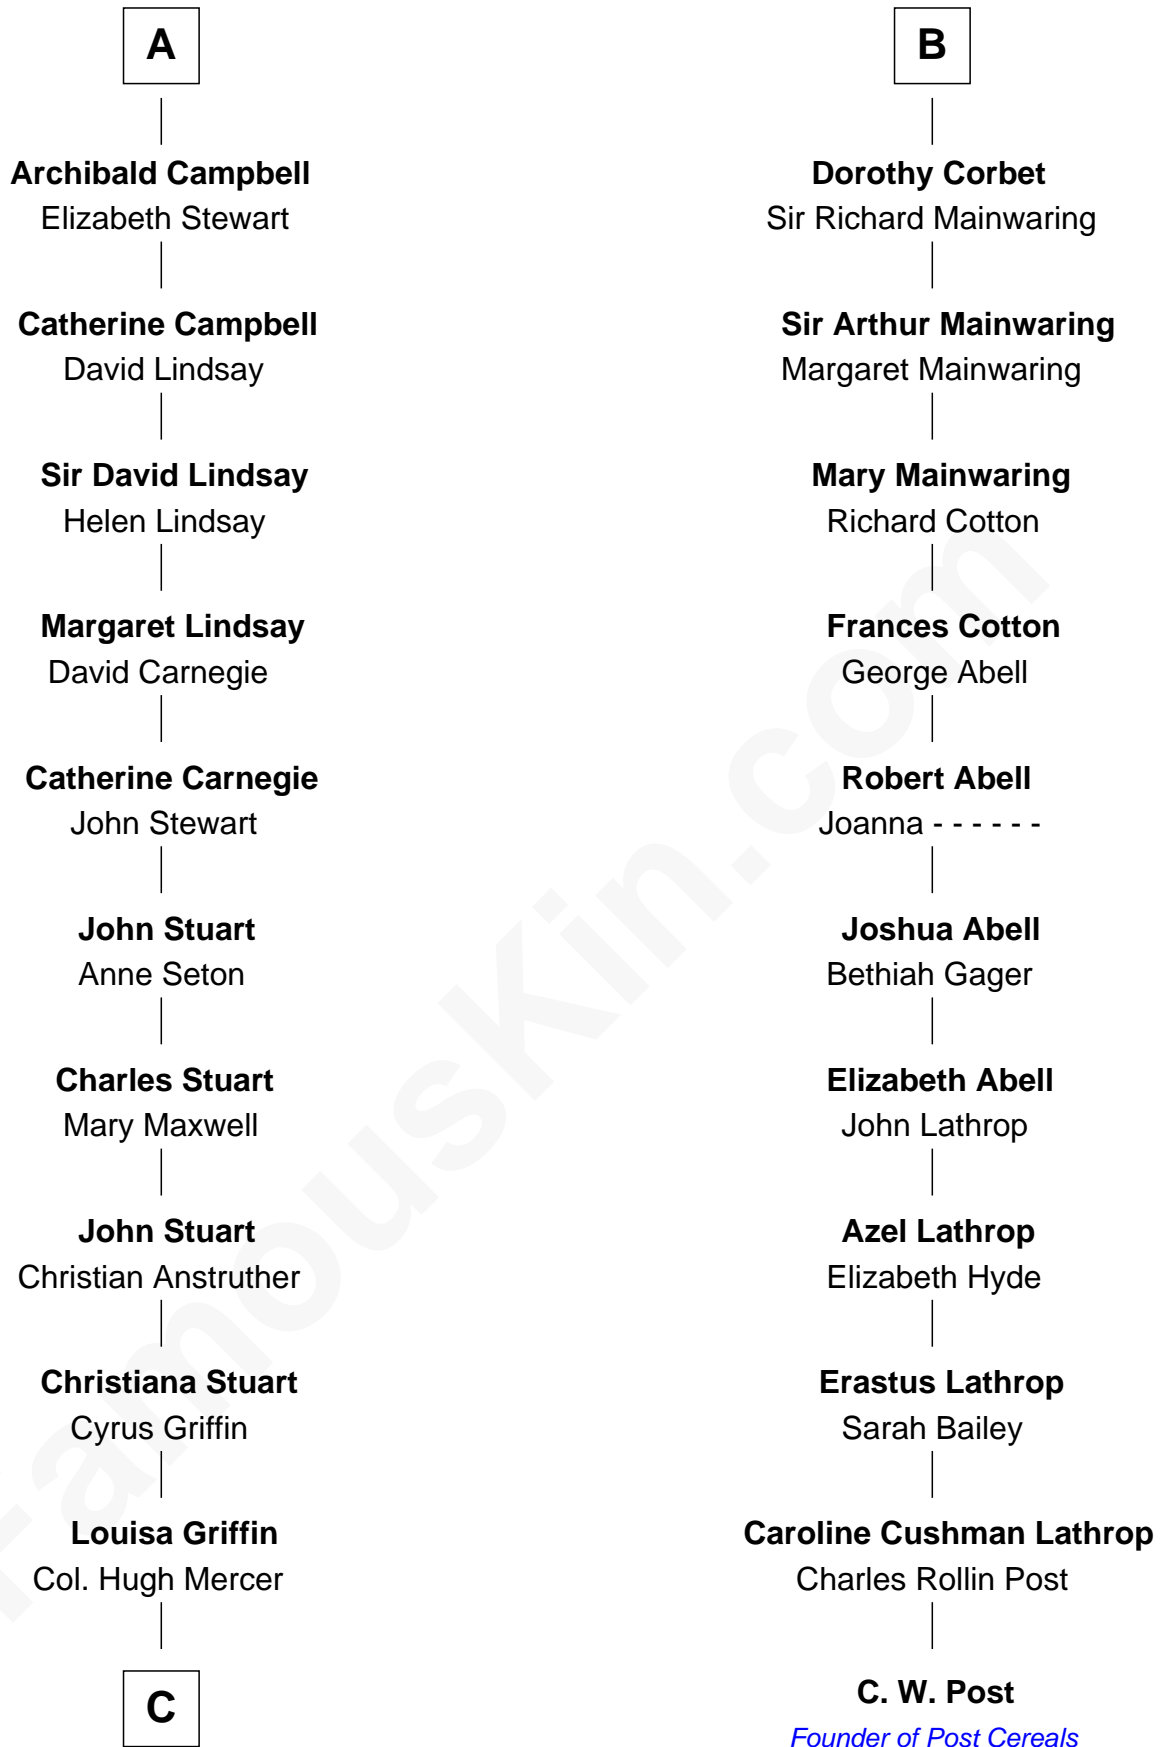 A
Archibald Campbell
Elizabeth Stewart
Catherine Campbell
David Lindsay
Sir David Lindsay
Helen Lindsay
Margaret Lindsay
David Carnegie
Catherine Carnegie
John Stewart
John Stuart
Anne Seton
Charles Stuart
Mary Maxwell
John Stuart
Christian Anstruther
Christiana Stuart
Cyrus Griffin
Louisa Griffin
Col. Hugh Mercer
C
B
Dorothy Corbet
Sir Richard Mainwaring
Sir Arthur Mainwaring
Margaret Mainwaring
Mary Mainwaring
Richard Cotton
Frances Cotton
George Abell
Robert Abell
Joanna - - - - - -
Joshua Abell
Bethiah Gager
Elizabeth Abell
John Lathrop
Azel Lathrop
Elizabeth Hyde
Erastus Lathrop
Sarah Bailey
Caroline Cushman Lathrop
Charles Rollin Post
C. W. Post
Founder of Post Cereals
FamousKin.com